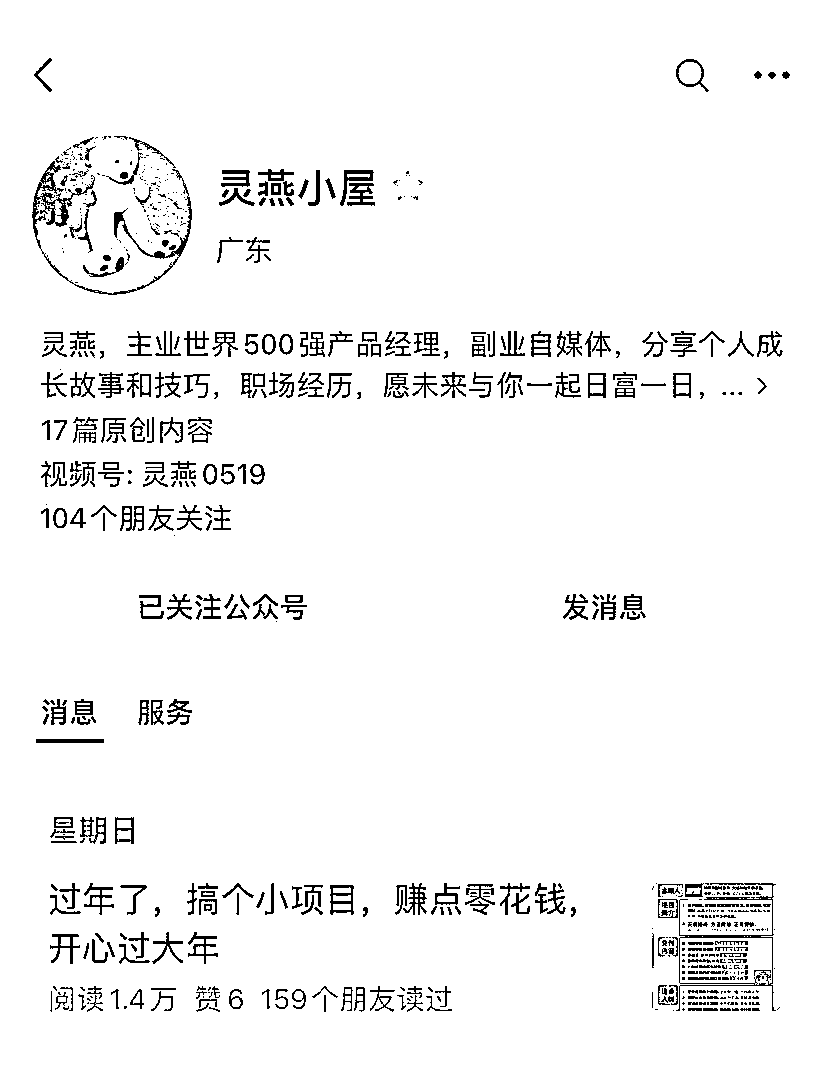 灵燕小屋
广东
灵燕，主业世界500强产品经理，副业自媒体，分享个人成
长故事和技巧，职场经历，愿未来与你一起日富一日，...
17篇原创内容
视频号: 灵燕0519
104个朋友关注
已关注公众号 发消息
消息 服务
星期日
过年了，搞个小项目，赚点零花钱，
开心过大年
阅读1.4万 赞6 159个朋友读过